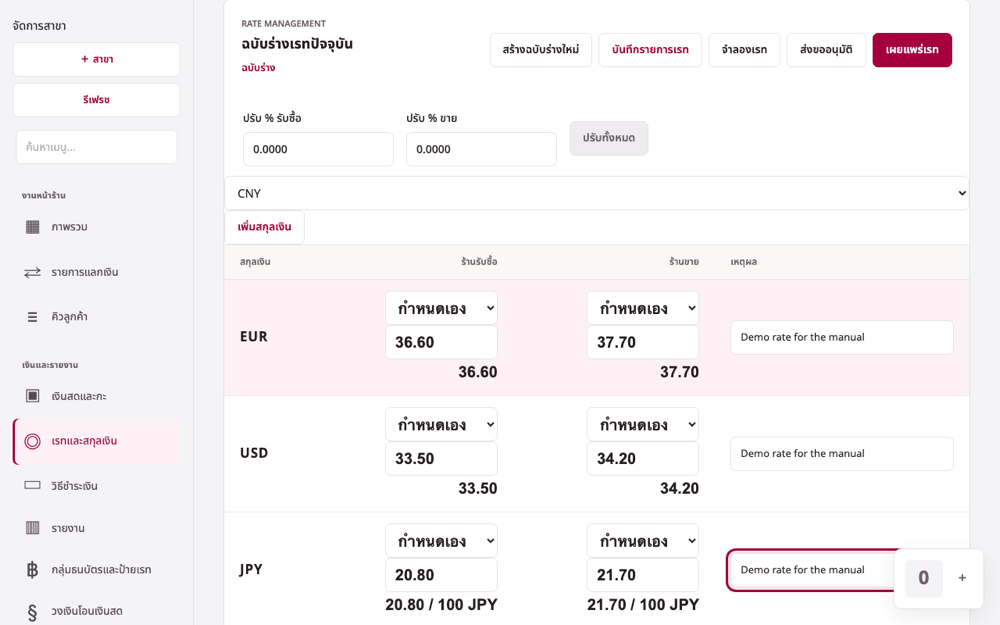 จัดการสาขา
+ สาขา
รีเฟรช
ค้นหาเมนู...
งานหน้าร้าน
ภาพรวม
รายการแลกเงิน
คิวลูกค้า
เงินและรายงาน
เงินสดและกะ
เรทและสกุลเงิน
วิธีชำระเงิน
รายงาน
กลุ่มธนบัตรและป้ายเรท
วงเงินโอนเงินสด
RATE MANAGEMENT
ฉบับร่างเรทปัจจุบัน
ฉบับร่าง
สร้างฉบับร่างใหม่
บันทึกรายการเรท
จำลองเรท
ส่งขออนุมัติ
เผยแพร่เรท
ปรับ % รับซื้อ
ปรับ % ขาย
0.0000
0.0000
ปรับทั้งหมด
CNY
เพิ่มสกุลเงิน
สกุลเงิน ร้านรับซื้อ ร้านขาย เหตุผล
EUR
กำหนดเอง
36.60
36.60
กำหนดเอง
37.70
37.70
Demo rate for the manual
USD
กำหนดเอง
33.50
33.50
กำหนดเอง
34.20
34.20
Demo rate for the manual
JPY
กำหนดเอง
20.80
20.80 / 100 JPY
กำหนดเอง
21.70
21.70 / 100 JPY
Demo rate for the manual
0 +